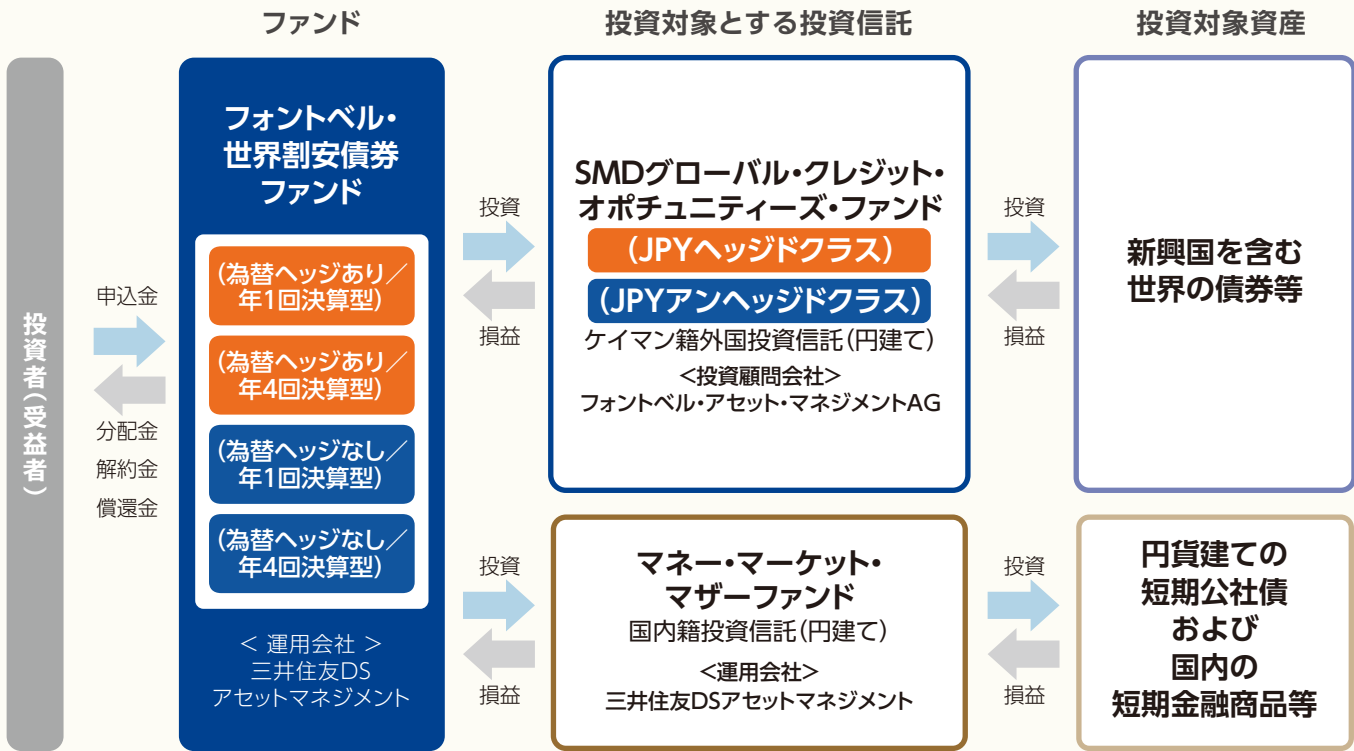 ファンド
投資対象とする投資信託
投資対象資産
投資者（受益者）
申込金
分配金
解約金
償還金
フォントベル・
世界割安債券
ファンド
（為替ヘッジあり／
年1回決算型）
（為替ヘッジあり／
年4回決算型）
（為替ヘッジなし／
年1回決算型）
（為替ヘッジなし／
年4回決算型）
＜ 運用会社 ＞
三井住友DS
アセットマネジメント
投資
損益
SMDグローバル・クレジット・
オポチュニティーズ・ファンド
（JPYヘッジドクラス）
（JPYアンヘッジドクラス）
ケイマン籍外国投資信託（円建て）
＜投資顧問会社＞
フォントベル・アセット・マネジメントAG
投資
損益
新興国を含む
世界の債券等
投資
損益
マネー・マーケット・
マザーファンド
国内籍投資信託（円建て）
＜運用会社＞
三井住友DSアセットマネジメント
投資
損益
円貨建ての
短期公社債
および
国内の
短期金融商品等